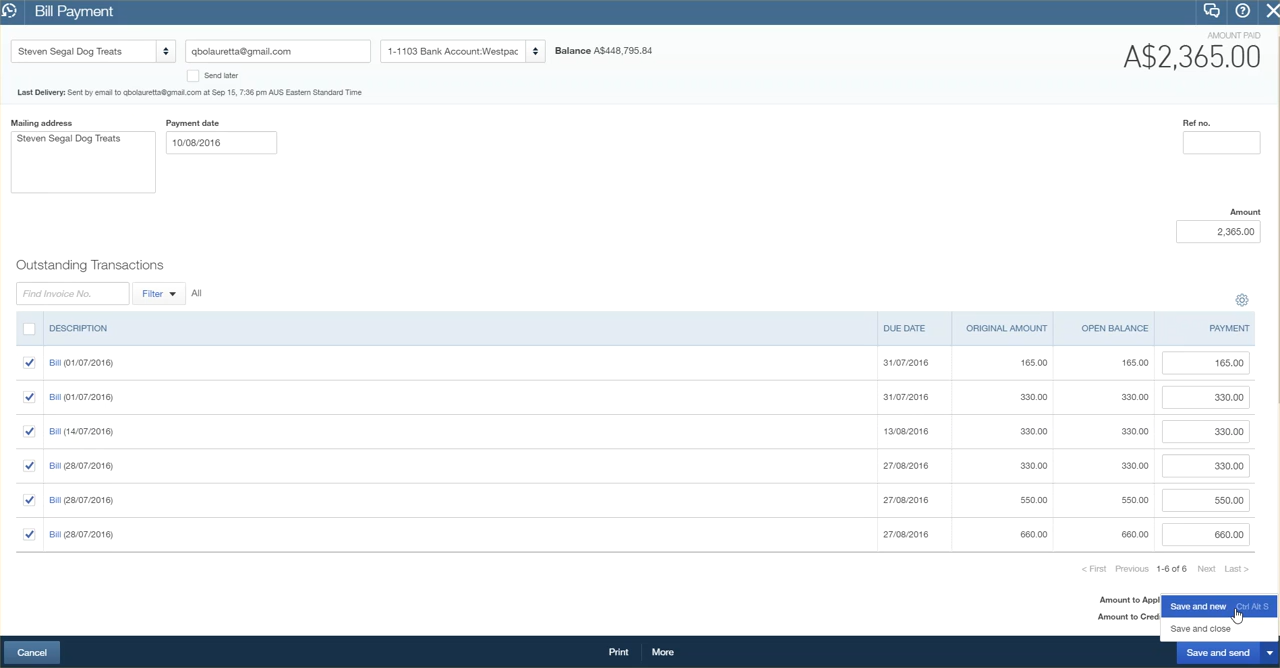 Bill Payment
Steven Segal Dog Treats
qbolauretta@gmail.com
1-1103 Bank Account:Westpac
Balance A$448,795.84
AMOUNT PAID
A$2,365.00
Send later
Last Delivery: Sent by email to qbolauretta@gmail.com at Sep 15, 7:36 pm AUS Eastern Standard Time
Mailing address
Steven Segal Dog Treats
Payment date
10/08/2016
Ref no.
Amount
2,365.00
Outstanding Transactions
Find Invoice No.
Filter
All
DESCRIPTION DUE DATE ORIGINAL AMOUNT OPEN BALANCE PAYMENT
Bill (01/07/2016) 31/07/2016 165.00 165.00 165.00
Bill (01/07/2016) 31/07/2016 330.00 330.00 330.00
Bill (14/07/2016) 13/08/2016 330.00 330.00 330.00
Bill (28/07/2016) 27/08/2016 330.00 330.00 330.00
Bill (28/07/2016) 27/08/2016 550.00 550.00 550.00
Bill (28/07/2016) 27/08/2016 660.00 660.00 660.00
< First Previous 1-6 of 6 Next Last >
Amount to Appl
Amount to Cred
Save and new Ctrl Alt S
Save and close
Cancel
Print
More
Save and send